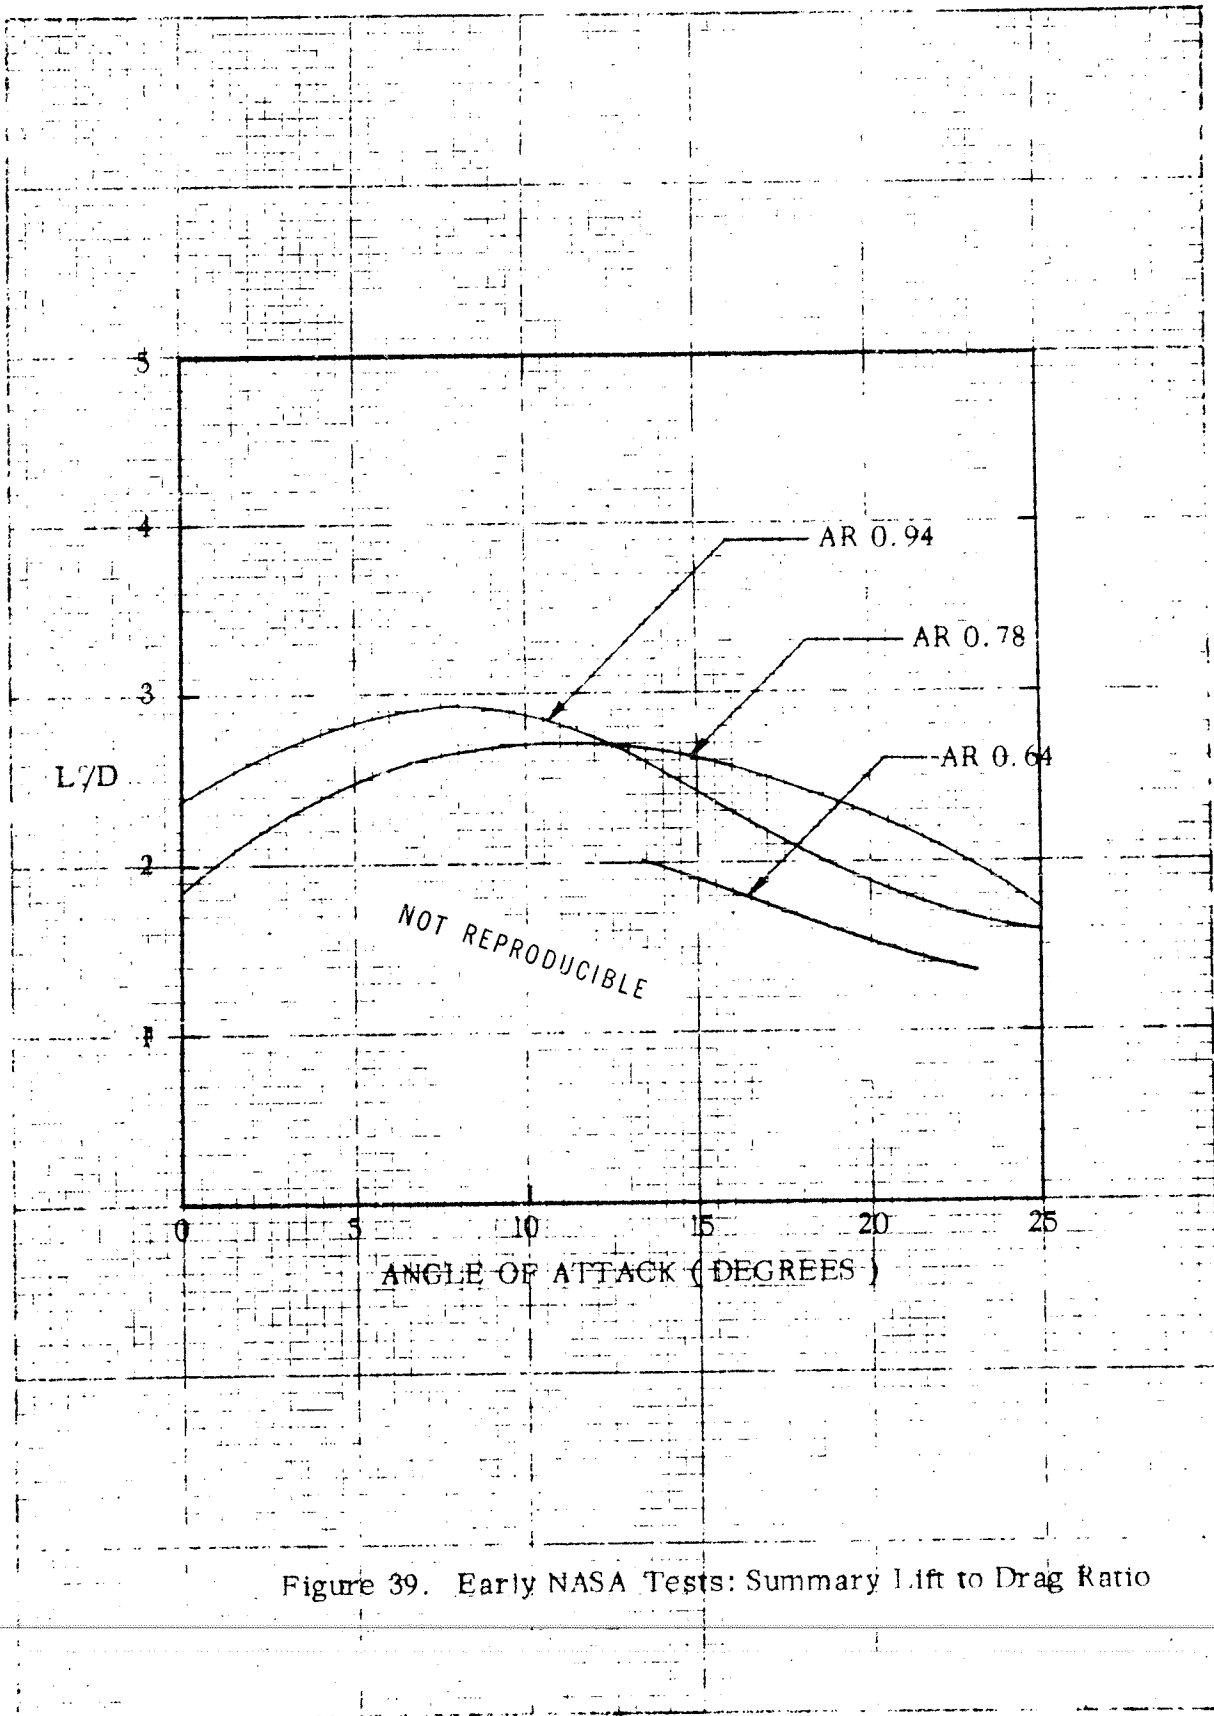 5
4
AR 0.94
AR 0.78
3
L/D
AR 0.64
2
NOT REPRODUCIBLE
1
0 5 10 15 20 25
ANGLE OF ATTACK (DEGREES)
Figure 39. Early NASA Tests: Summary Lift to Drag Ratio